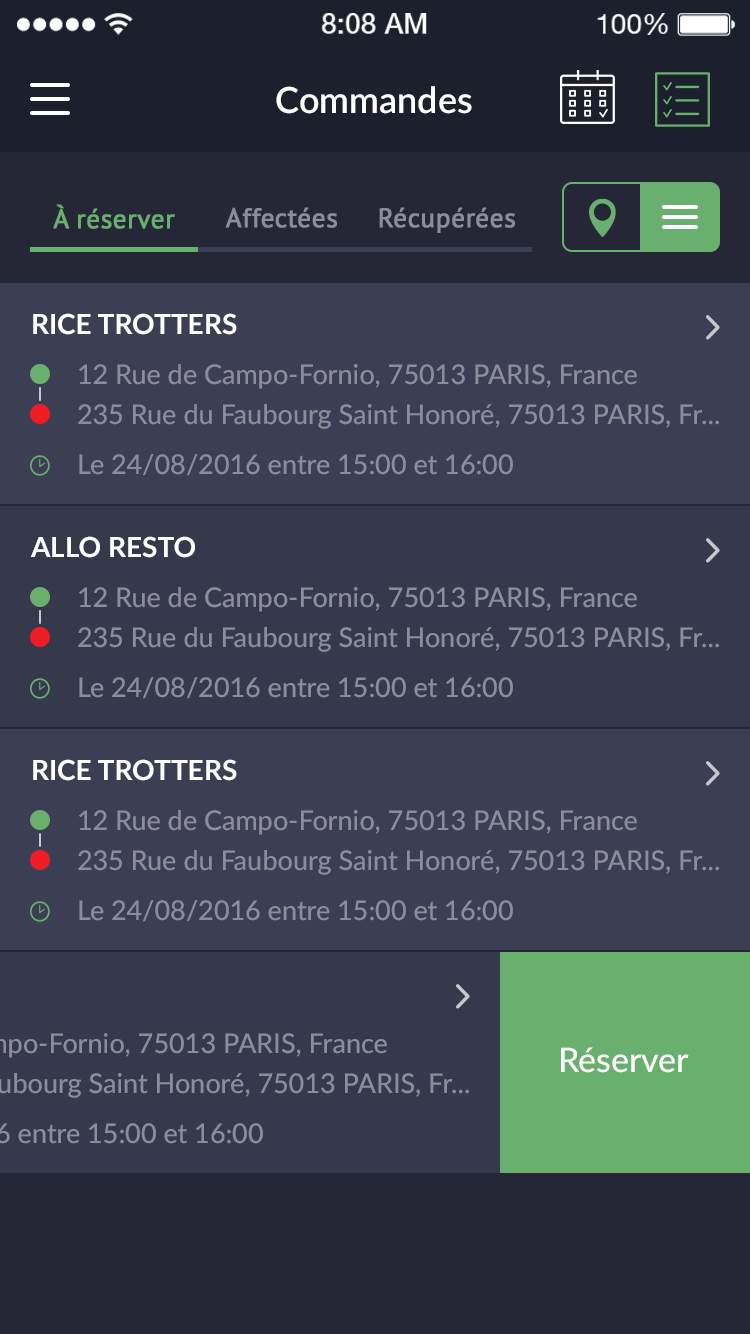 8:08 AM 100%
Commandes
À réserver Affectées Récupérées
RICE TROTTERS
12 Rue de Campo-Fornio, 75013 PARIS, France
235 Rue du Faubourg Saint Honoré, 75013 PARIS, Fr...
Le 24/08/2016 entre 15:00 et 16:00
ALLO RESTO
12 Rue de Campo-Fornio, 75013 PARIS, France
235 Rue du Faubourg Saint Honoré, 75013 PARIS, Fr...
Le 24/08/2016 entre 15:00 et 16:00
RICE TROTTERS
12 Rue de Campo-Fornio, 75013 PARIS, France
235 Rue du Faubourg Saint Honoré, 75013 PARIS, Fr...
Le 24/08/2016 entre 15:00 et 16:00
mpo-Fornio, 75013 PARIS, France
ubourg Saint Honoré, 75013 PARIS, Fr...
6 entre 15:00 et 16:00
Réserver